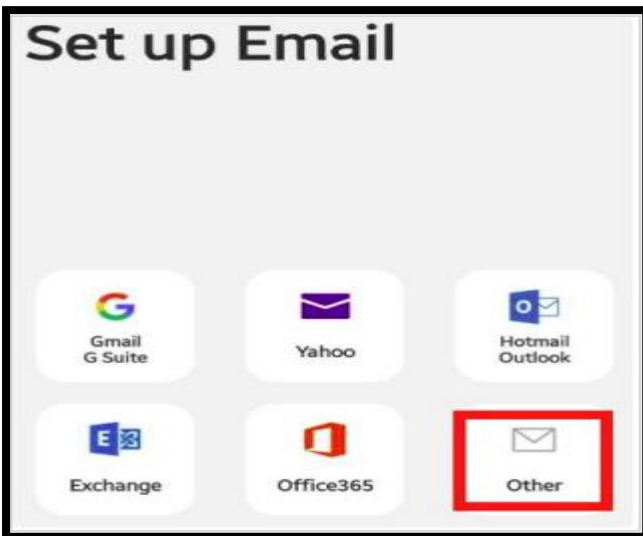 Set up Email
Gmail
G Suite
Yahoo
Hotmail
Outlook
Exchange
Office365
Other